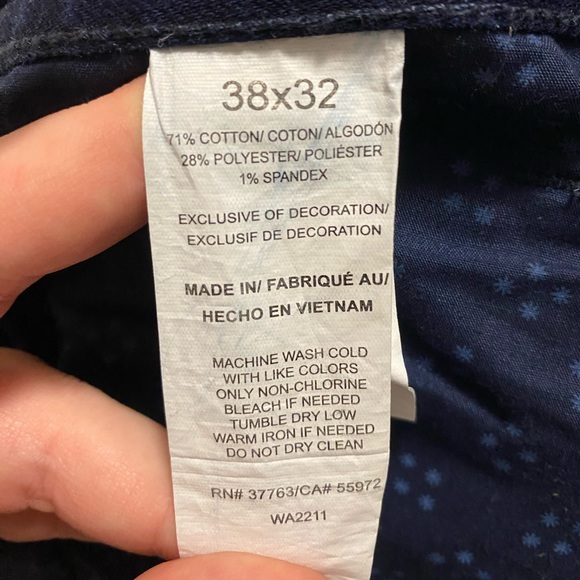 38x32
71% COTTON/ COTON/ ALGODÓN
28% POLYESTER/ POLIÉSTER
1% SPANDEX
EXCLUSIVE OF DECORATION/
EXCLUSIF DE DECORATION
MADE IN/ FABRIQUÉ AU/
HECHO EN VIETNAM
MACHINE WASH COLD
WITH LIKE COLORS
ONLY NON-CHLORINE
BLEACH IF NEEDED
TUMBLE DRY LOW
WARM IRON IF NEEDED
DO NOT DRY CLEAN
RN# 37763/CA# 55972
WA2211